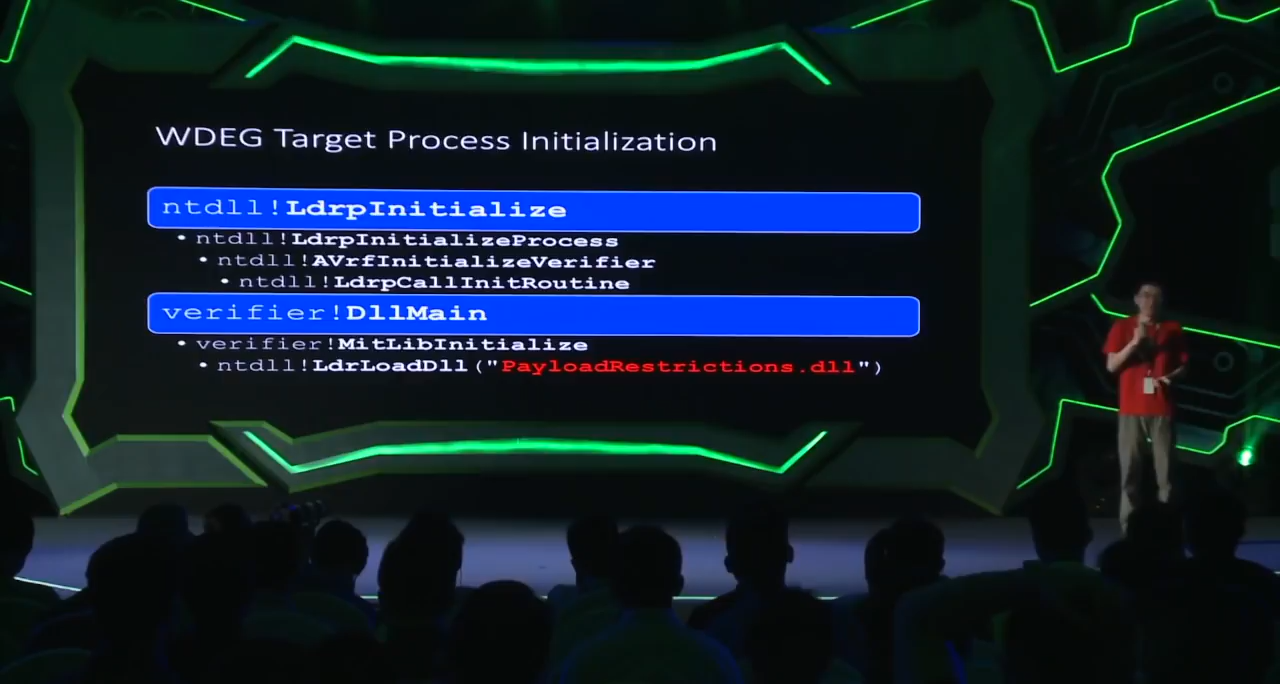 WDEG Target Process Initialization
ntdll!LdrpInitialize
• ntdll!LdrpInitializeProcess
• ntdll!AVrfInitializeVerifier
• ntdll!LdrpCallInitRoutine
verifier!DllMain
• verifier!MitLibInitialize
• ntdll!LdrLoadDll("PayloadRestrictions.dll")